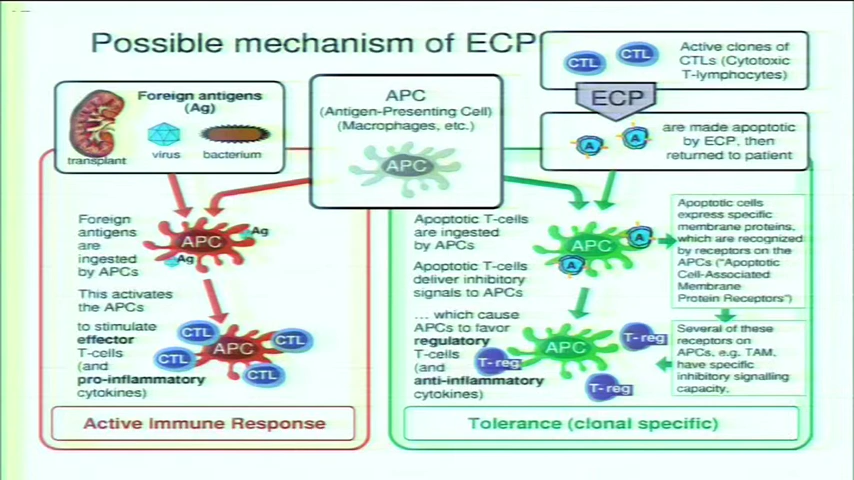 Possible mechanism of ECP
Foreign antigens
(Ag)
transplant
virus
bacterium
APC
(Antigen-Presenting Cell)
(Macrophages, etc.)
APC
CTL
CTL
Active clones of
CTLs (Cytotoxic
T-lymphocytes)
ECP
A
A
are made apoptotic
by ECP, then
returned to patient
Foreign
antigens
are
ingested
by APCs
APC
Ag
Ag
This activates
the APCs
to stimulate
effector
T-cells
(and
pro-inflammatory
cytokines)
CTL
CTL
APC
CTL
CTL
Active Immune Response
Apoptotic T-cells
are ingested
by APCs
Apoptotic T-cells
deliver inhibitory
signals to APCs
APC
A
A
... which cause
APCs to favor
regulatory
T-cells
(and
anti-inflammatory
cytokines)
T-reg
APC
T-reg
T-reg
Apoptotic cells
express specific
membrane proteins,
which are recognized
by receptors on the
APCs ("Apoptotic
Cell-Associated
Membrane
Protein Receptors")
Several of these
receptors on
APCs, e.g. TAM,
have specific
inhibitory signalling
capacity.
Tolerance (clonal specific)